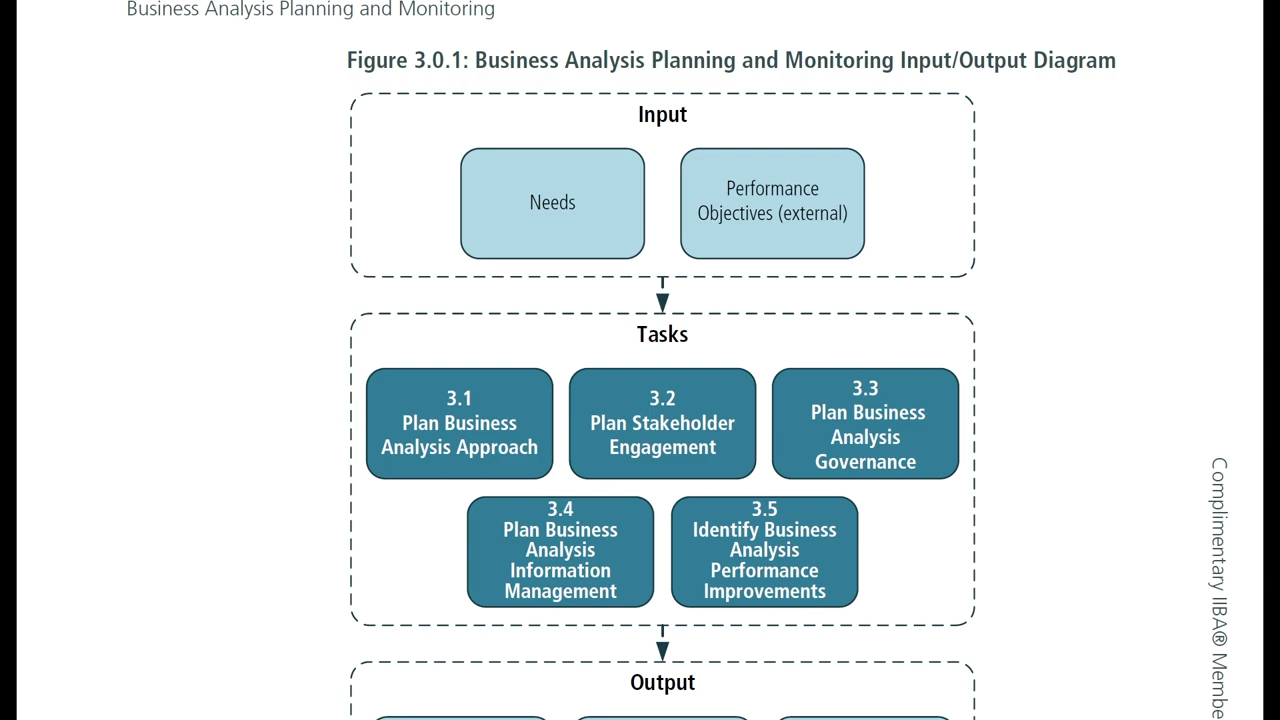 Business Analysis Planning and Monitoring
Figure 3.0.1: Business Analysis Planning and Monitoring Input/Output Diagram
Input
Needs
Performance
Objectives (external)
Tasks
3.1
Plan Business
Analysis Approach
3.2
Plan Stakeholder
Engagement
3.3
Plan Business
Analysis
Governance
3.4
Plan Business
Analysis
Information
Management
3.5
Identify Business
Analysis
Performance
Improvements
Output
Complimentary IIBA® Membe